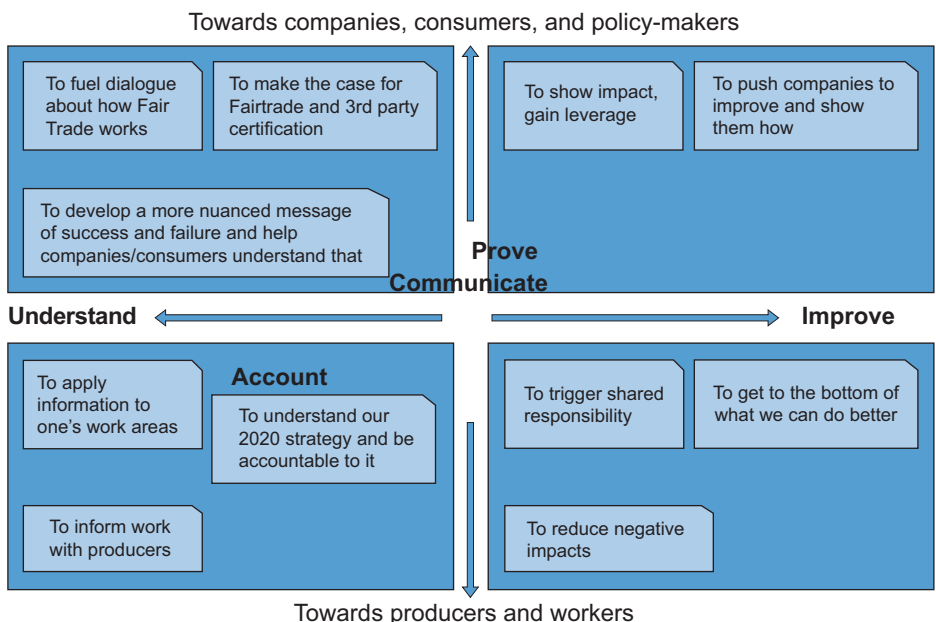 Towards companies, consumers, and policy-makers
To fuel dialogue
about how Fair
Trade works
To make the case for
Fairtrade and 3rd party
certification
To show impact,
gain leverage
To push companies to
improve and show
them how
To develop a more nuanced message
of success and failure and help
companies/consumers understand that
Prove
Communicate
Understand
Improve
To apply
information to
one’s work areas
Account
To understand our
2020 strategy and be
accountable to it
To trigger shared
responsibility
To get to the bottom of
what we can do better
To inform work
with producers
To reduce negative
impacts
Towards producers and workers